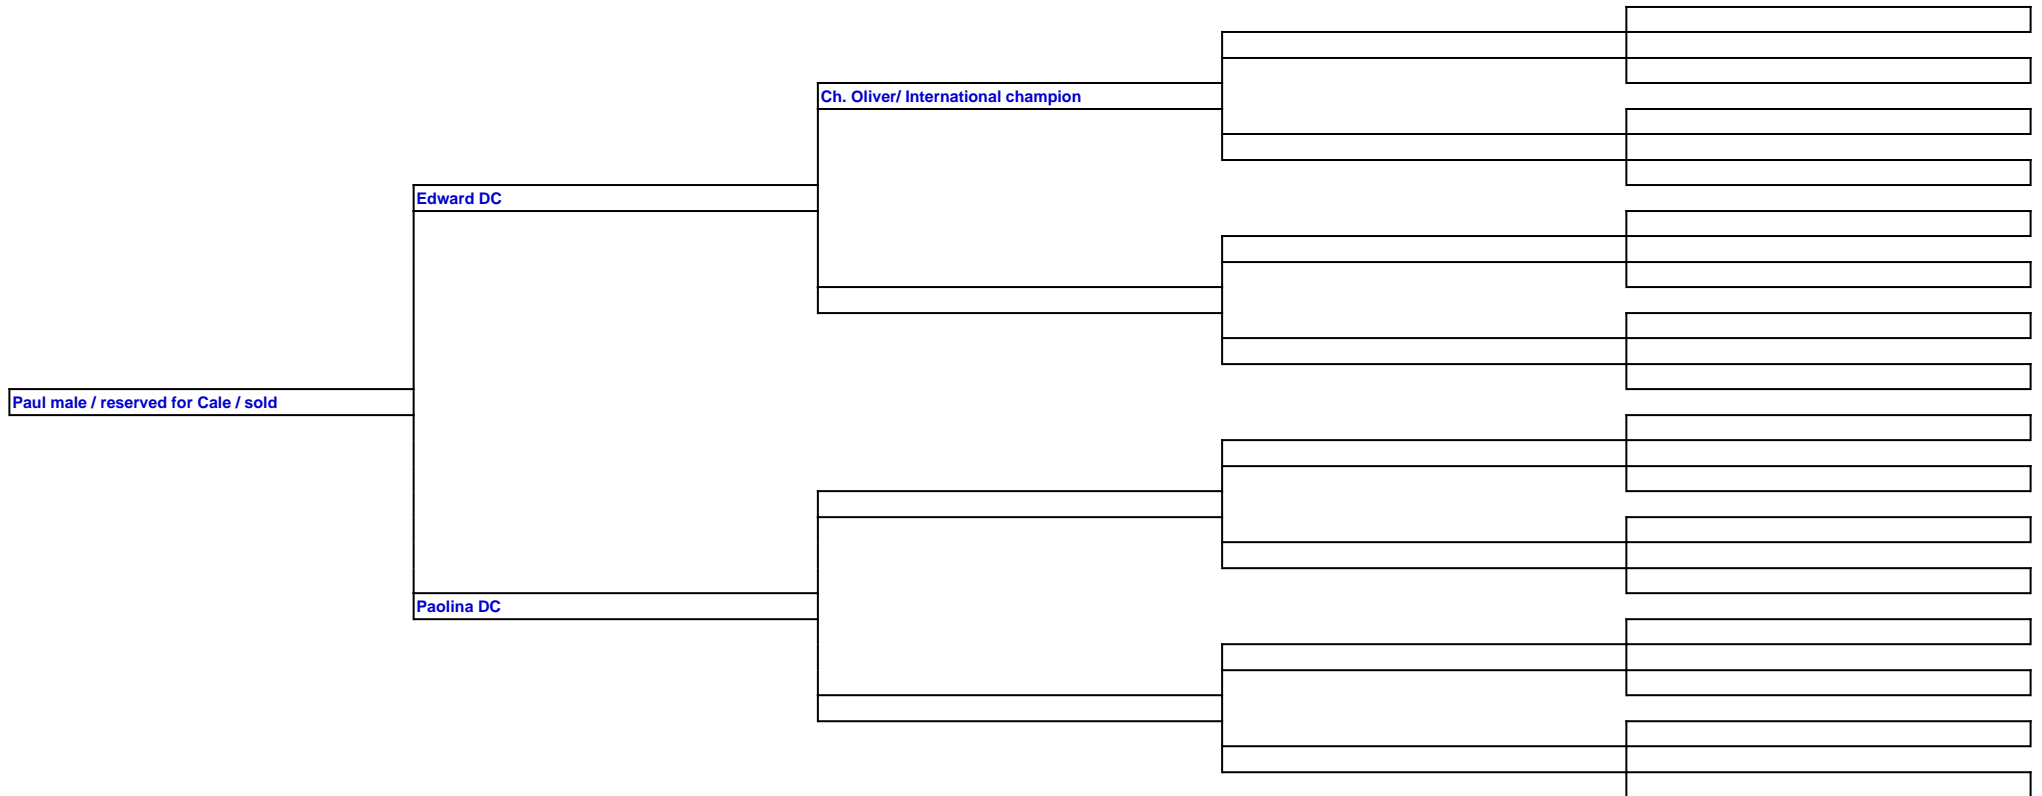 Ch. Oliver/ International champion
Edward DC
Paul male / reserved for Cale / sold
Paolina DC